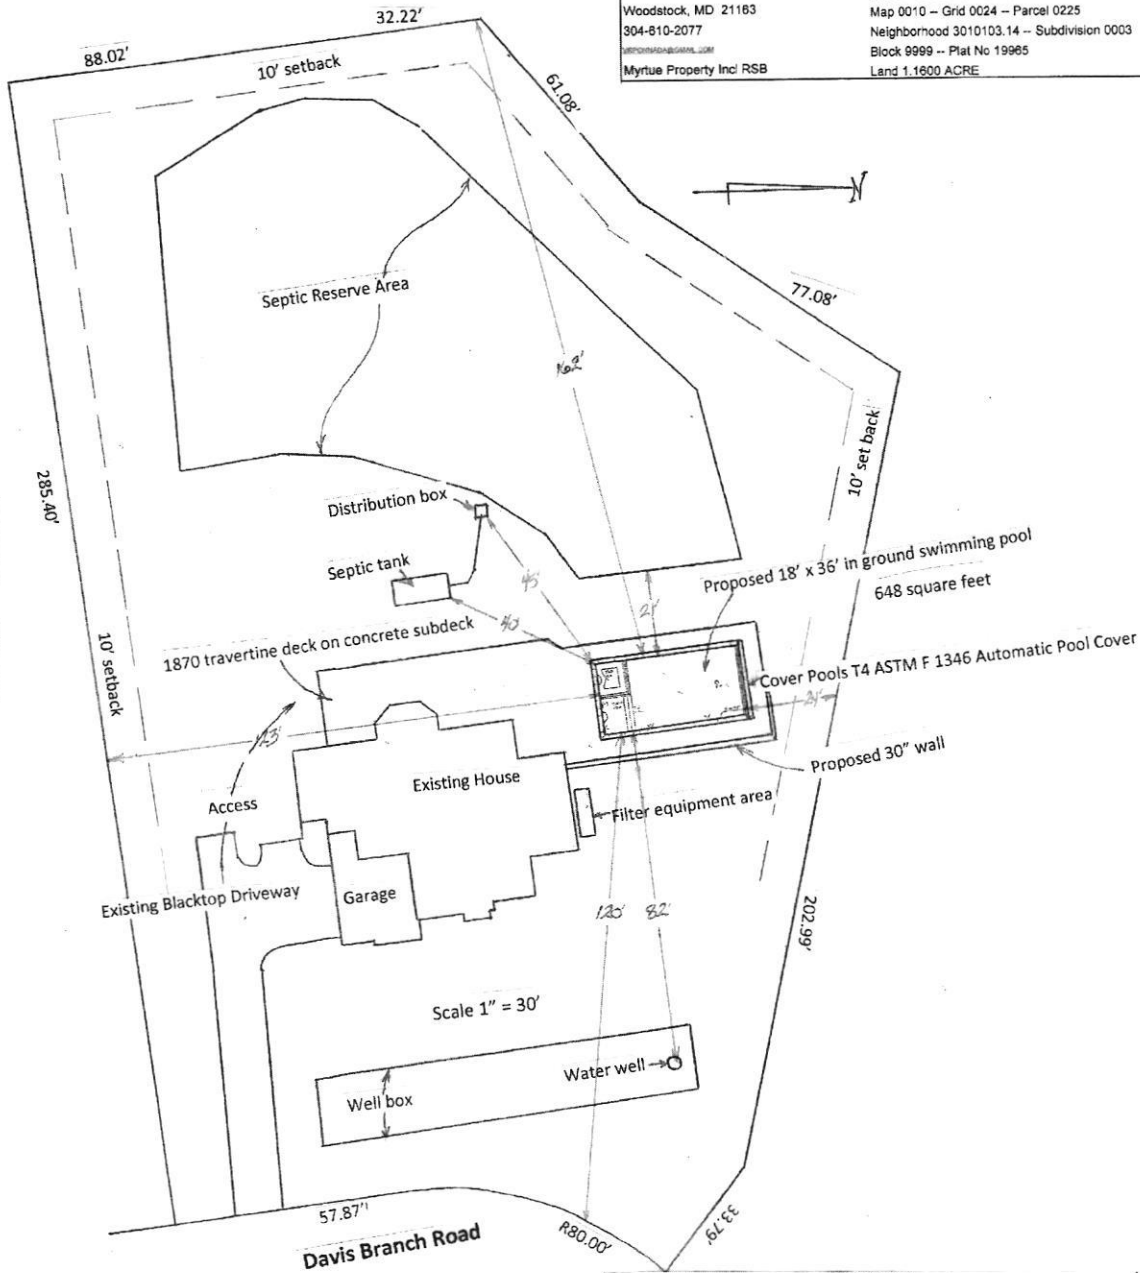 Woodstock, MD 21163
304-610-2077
Myrtue Property Incl RSB
Map 0010 -- Grid 0024 -- Parcel 0225
Neighborhood 3010103.14 -- Subdivision 0003
Block 9999 -- Plat No 19965
Land 1.1600 ACRE
88.02'
32.22'
10' setback
61.08'
N
77.08'
Septic Reserve Area
162'
10' set back
285.40'
Distribution box
Septic tank
45'
40'
21'
Proposed 18' x 36' in ground swimming pool
648 square feet
1870 travertine deck on concrete subdeck
10' setback
Cover Pools T4 ASTM F 1346 Automatic Pool Cover
Proposed 30" wall
Existing House
Access
Filter equipment area
Existing Blacktop Driveway
Garage
120'
82'
202.99'
Scale 1" = 30'
Water well
Well box
57.87'
R80.00'
33.79'
Davis Branch Road